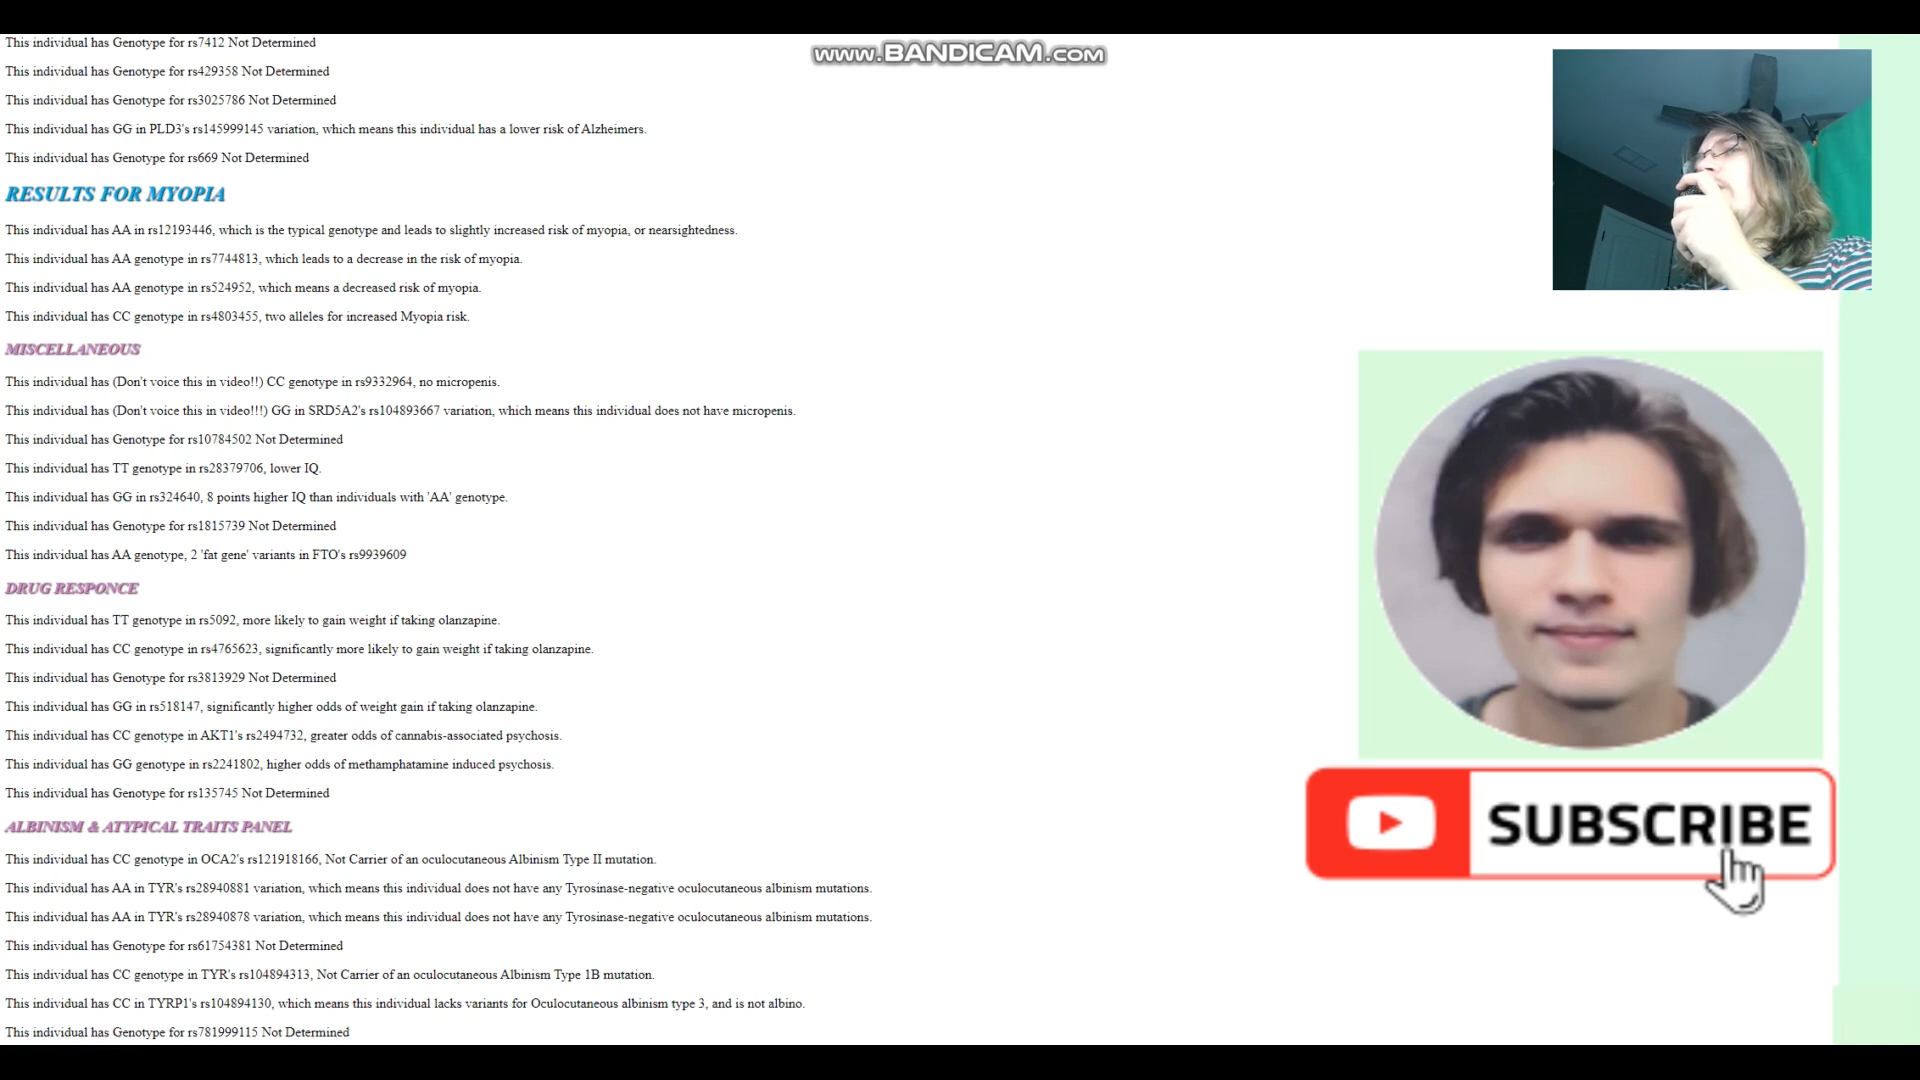 This individual has Genotype for rs7412 Not Determined
www.BANDICAM.com
This individual has Genotype for rs429358 Not Determined
This individual has Genotype for rs3025786 Not Determined
This individual has GG in PLD3's rs145999145 variation, which means this individual has a lower risk of Alzheimers.
This individual has Genotype for rs669 Not Determined
RESULTS FOR MYOPIA
This individual has AA in rs12193446, which is the typical genotype and leads to slightly increased risk of myopia, or nearsightedness.
This individual has AA genotype in rs7744813, which leads to a decrease in the risk of myopia.
This individual has AA genotype in rs524952, which means a decreased risk of myopia.
This individual has CC genotype in rs4803455, two alleles for increased Myopia risk.
MISCELLANEOUS
This individual has (Don't voice this in video!!) CC genotype in rs9332964, no micropenis.
This individual has (Don't voice this in video!!!) GG in SRD5A2's rs104893667 variation, which means this individual does not have micropenis.
This individual has Genotype for rs10784502 Not Determined
This individual has TT genotype in rs28379706, lower IQ.
This individual has GG in rs324640, 8 points higher IQ than individuals with 'AA' genotype.
This individual has Genotype for rs1815739 Not Determined
This individual has AA genotype, 2 'fat gene' variants in FTO's rs9939609
DRUG RESPONCE
This individual has TT genotype in rs5092, more likely to gain weight if taking olanzapine.
This individual has CC genotype in rs4765623, significantly more likely to gain weight if taking olanzapine.
This individual has Genotype for rs3813929 Not Determined
This individual has GG in rs518147, significantly higher odds of weight gain if taking olanzapine.
This individual has CC genotype in AKT1's rs2494732, greater odds of cannabis-associated psychosis.
This individual has GG genotype in rs2241802, higher odds of methamphatamine induced psychosis.
This individual has Genotype for rs135745 Not Determined
ALBINISM & ATYPICAL TRAITS PANEL
This individual has CC genotype in OCA2's rs121918166, Not Carrier of an oculocutaneous Albinism Type II mutation.
This individual has AA in TYR's rs28940881 variation, which means this individual does not have any Tyrosinase-negative oculocutaneous albinism mutations.
This individual has AA in TYR's rs28940878 variation, which means this individual does not have any Tyrosinase-negative oculocutaneous albinism mutations.
This individual has Genotype for rs61754381 Not Determined
This individual has CC genotype in TYR's rs104894313, Not Carrier of an oculocutaneous Albinism Type 1B mutation.
This individual has CC in TYRP1's rs104894130, which means this individual lacks variants for Oculocutaneous albinism type 3, and is not albino.
This individual has Genotype for rs781999115 Not Determined
SUBSCRIBE